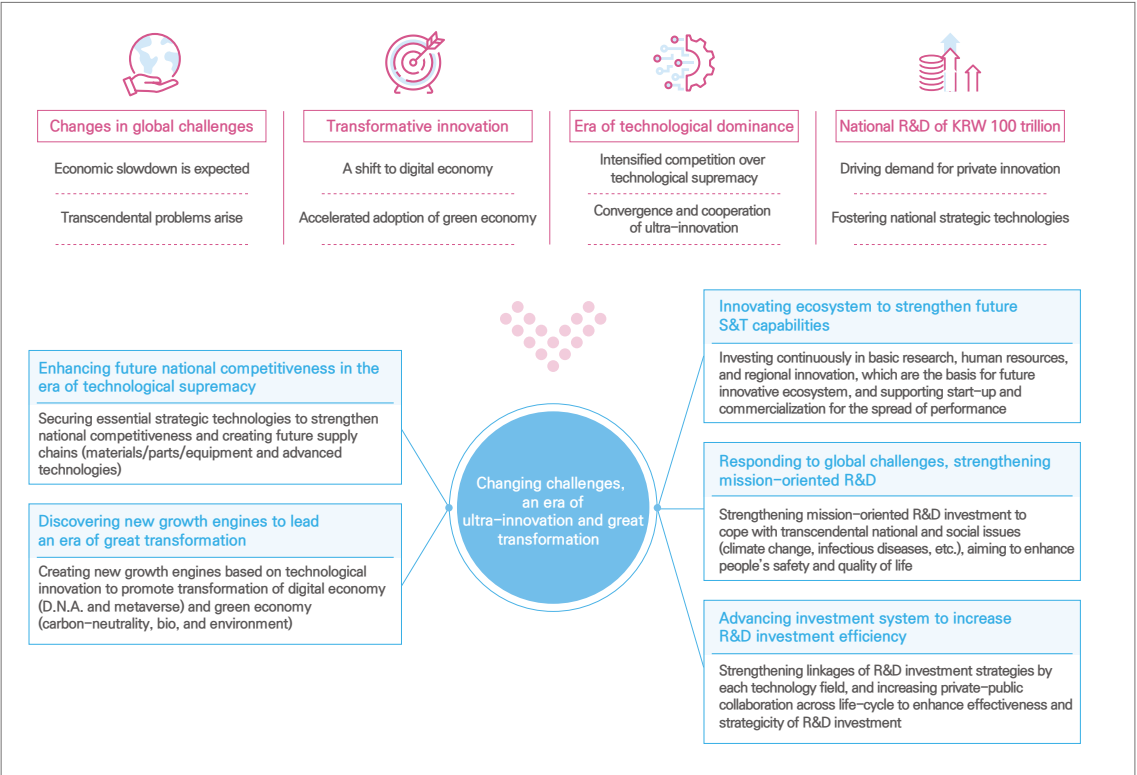 Changes in global challenges
Economic slowdown is expected
Transcendental problems arise
Transformative innovation
A shift to digital economy
Accelerated adoption of green economy
Era of technological dominance
Intensified competition over
technological supremacy
Convergence and cooperation
of ultra-innovation
National R&D of KRW 100 trillion
Driving demand for private innovation
Fostering national strategic technologies
Enhancing future national competitiveness in the
era of technological supremacy
Securing essential strategic technologies to strengthen
national competitiveness and creating future supply
chains (materials/parts/equipment and advanced
technologies)
Discovering new growth engines to lead
an era of great transformation
Creating new growth engines based on technological
innovation to promote transformation of digital economy
(D.N.A. and metaverse) and green economy
(carbon-neutrality, bio, and environment)
Changing challenges,
an era of
ultra-innovation and great
transformation
Innovating ecosystem to strengthen future
S&T capabilities
Investing continuously in basic research, human resources,
and regional innovation, which are the basis for future
innovative ecosystem, and supporting start-up and
commercialization for the spread of performance
Responding to global challenges, strengthening
mission-oriented R&D
Strengthening mission-oriented R&D investment to
cope with transcendental national and social issues
(climate change, infectious diseases, etc.), aiming to enhance
people's safety and quality of life
Advancing investment system to increase
R&D investment efficiency
Strengthening linkages of R&D investment strategies by
each technology field, and increasing private-public
collaboration across life-cycle to enhance effectiveness and
strategicity of R&D investment